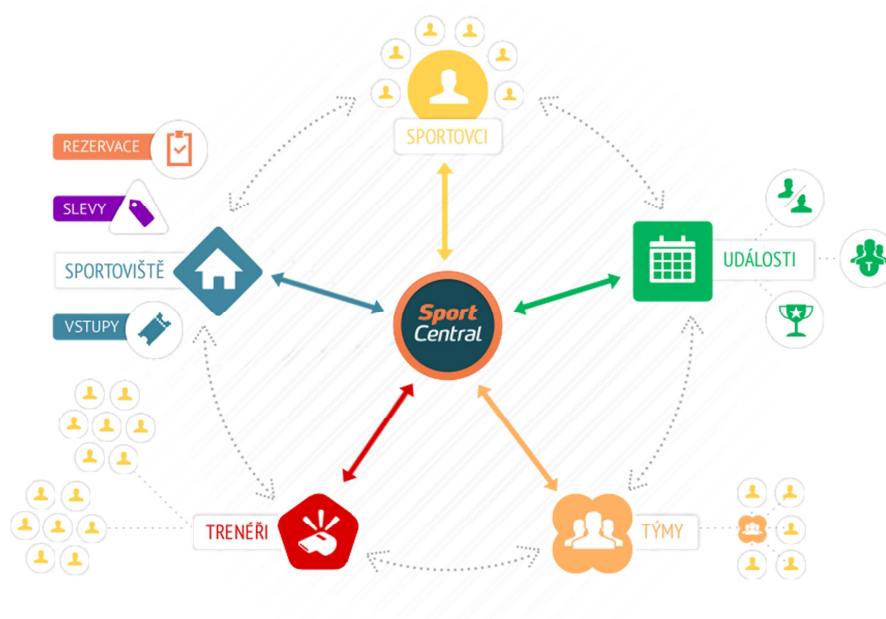 SPORTOVCI
REZERVACE
SLEVY
SPORTOVIŠTĚ
VSTUPY
UDÁLOSTI
T
Sport
Central
TRENÉŘI
TÝMY